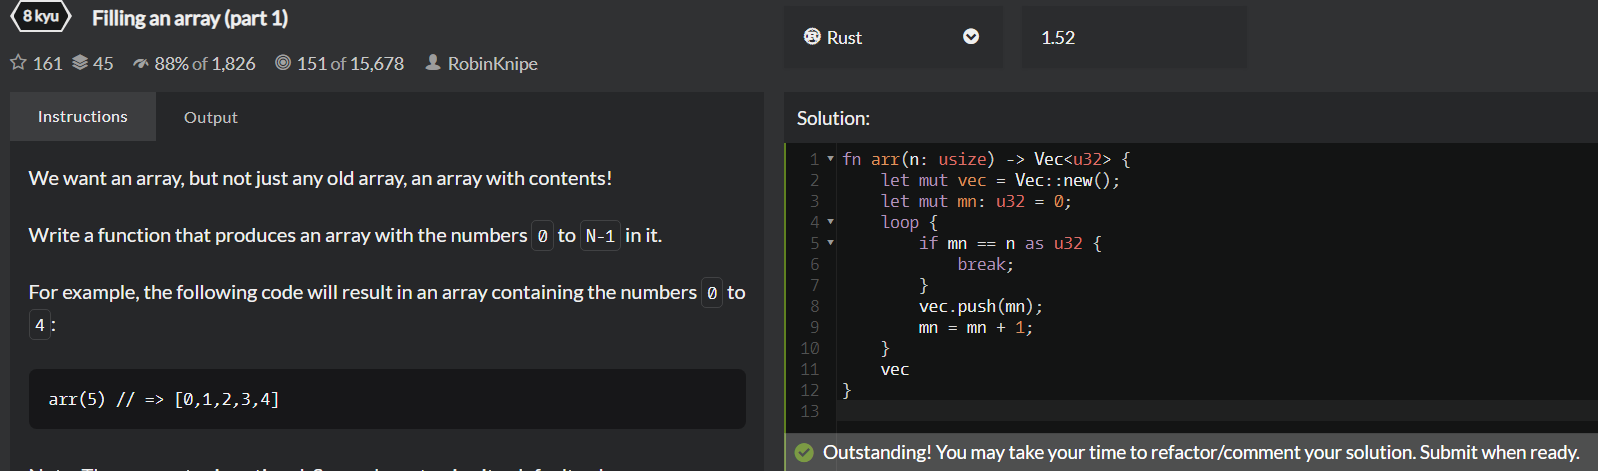 8 kyu Filling an array (part 1)
161 45 88% of 1,826 151 of 15,678 RobinKnipe
Instructions Output
We want an array, but not just any old array, an array with contents!
Write a function that produces an array with the numbers 0 to N-1 in it.
For example, the following code will result in an array containing the numbers 0 to
4:
arr(5) // => [0,1,2,3,4]
Rust 1.52
Solution:
1 fn arr(n: usize) -> Vec<u32> {
2     let mut vec = Vec::new();
3     let mut mn: u32 = 0;
4     loop {
5         if mn == n as u32 {
6             break;
7         }
8         vec.push(mn);
9         mn = mn + 1;
10     }
11     vec
12 }
13
Outstanding! You may take your time to refactor/comment your solution. Submit when ready.